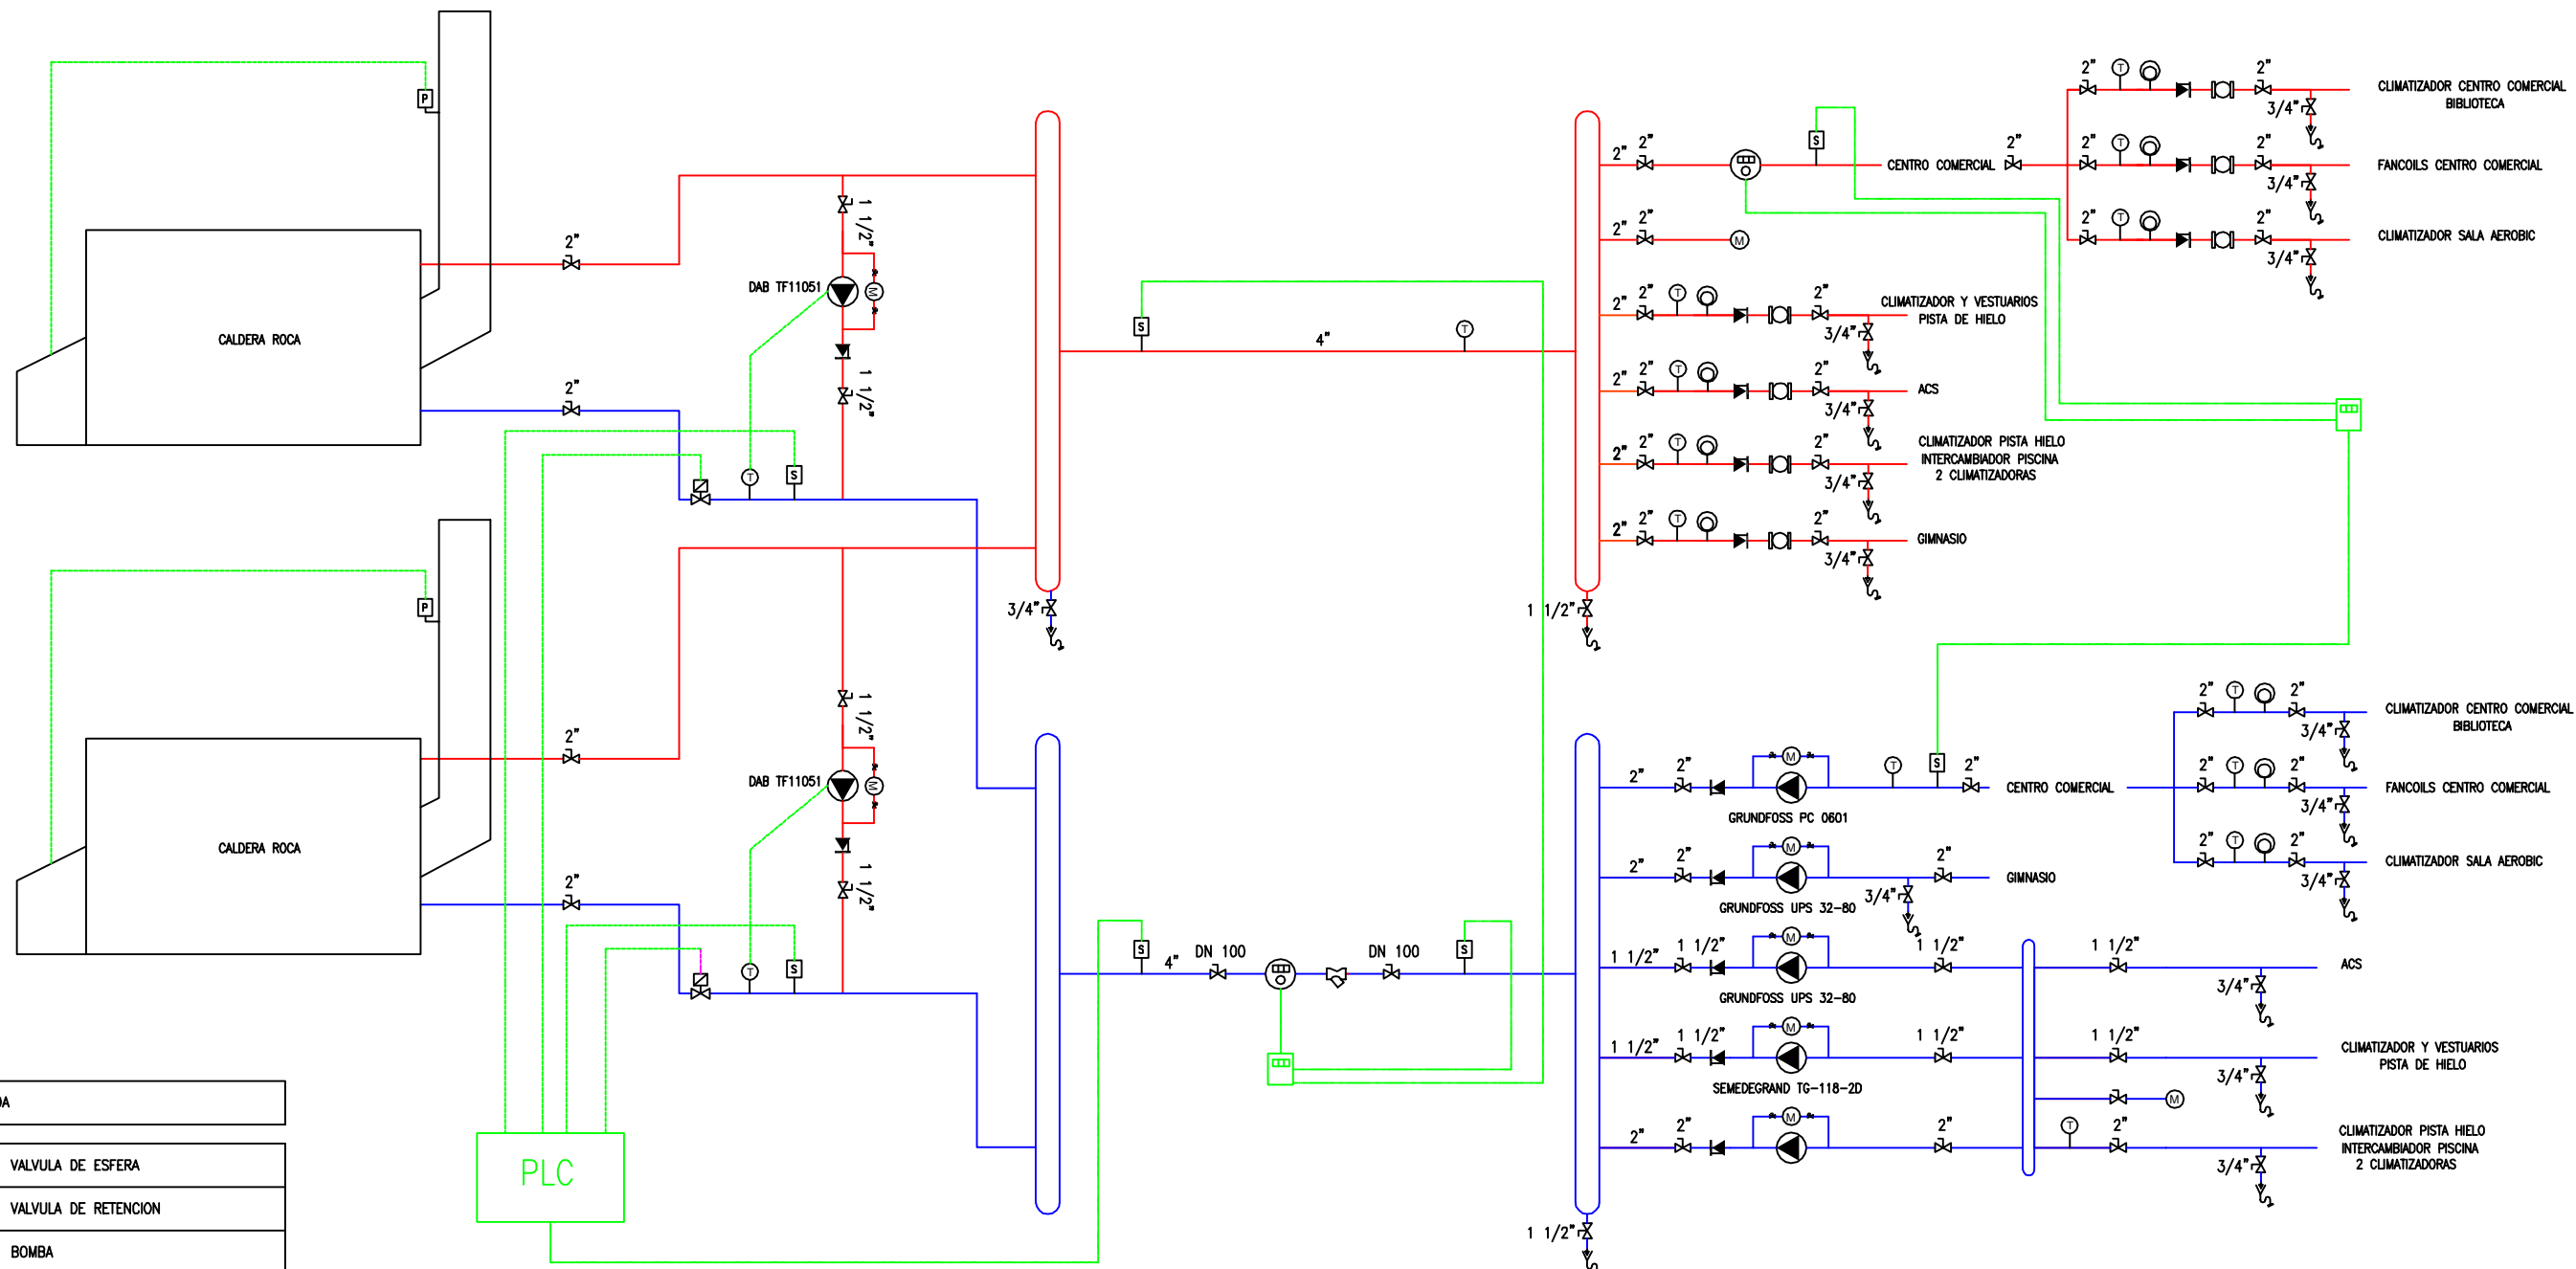 P
CALDERA ROCA
2"
2"
1 1/2"
DAB TF11051
M
1 1/2"
T
S
P
CALDERA ROCA
2"
2"
1 1/2"
DAB TF11051
M
1 1/2"
T
S
3/4"
S
4"
T
1 1/2"
2" 2"
S
CENTRO COMERCIAL
2"
2" T 2"
3/4"
CLIMATIZADOR CENTRO COMERCIAL
BIBLIOTECA
2" T 2"
3/4"
FANCOILS CENTRO COMERCIAL
2" T 2"
3/4"
CLIMATIZADOR SALA AEROBIC
2" 2" M
2" 2" T 2"
3/4"
CLIMATIZADOR Y VESTUARIOS
PISTA DE HIELO
2" 2" T 2"
3/4"
ACS
2" 2" T 2"
3/4"
CLIMATIZADOR PISTA HIELO
INTERCAMBIADOR PISCINA
2 CLIMATIZADORAS
2" 2" T 2"
3/4"
GIMNASIO
S
4"
DN 100
DN 100
S
1 1/2"
2" 2" M T S 2"
GRUNDFOSS PC 0601
CENTRO COMERCIAL
2" T 2"
3/4"
CLIMATIZADOR CENTRO COMERCIAL
BIBLIOTECA
2" T 2"
3/4"
FANCOILS CENTRO COMERCIAL
2" T 2"
3/4"
CLIMATIZADOR SALA AEROBIC
2" 2" M 2"
3/4"
GRUNDFOSS UPS 32-80
GIMNASIO
1 1/2" 1 1/2" M 1 1/2" 1 1/2"
GRUNDFOSS UPS 32-80
3/4"
ACS
1 1/2" 1 1/2" M 1 1/2" 1 1/2"
SEMEDEGRAND TG-118-2D
3/4"
CLIMATIZADOR Y VESTUARIOS
PISTA DE HIELO
M
2" 2" M 2" T 2"
3/4"
CLIMATIZADOR PISTA HIELO
INTERCAMBIADOR PISCINA
2 CLIMATIZADORAS
PLC
DA
VALVULA DE ESFERA
VALVULA DE RETENCION
BOMBA